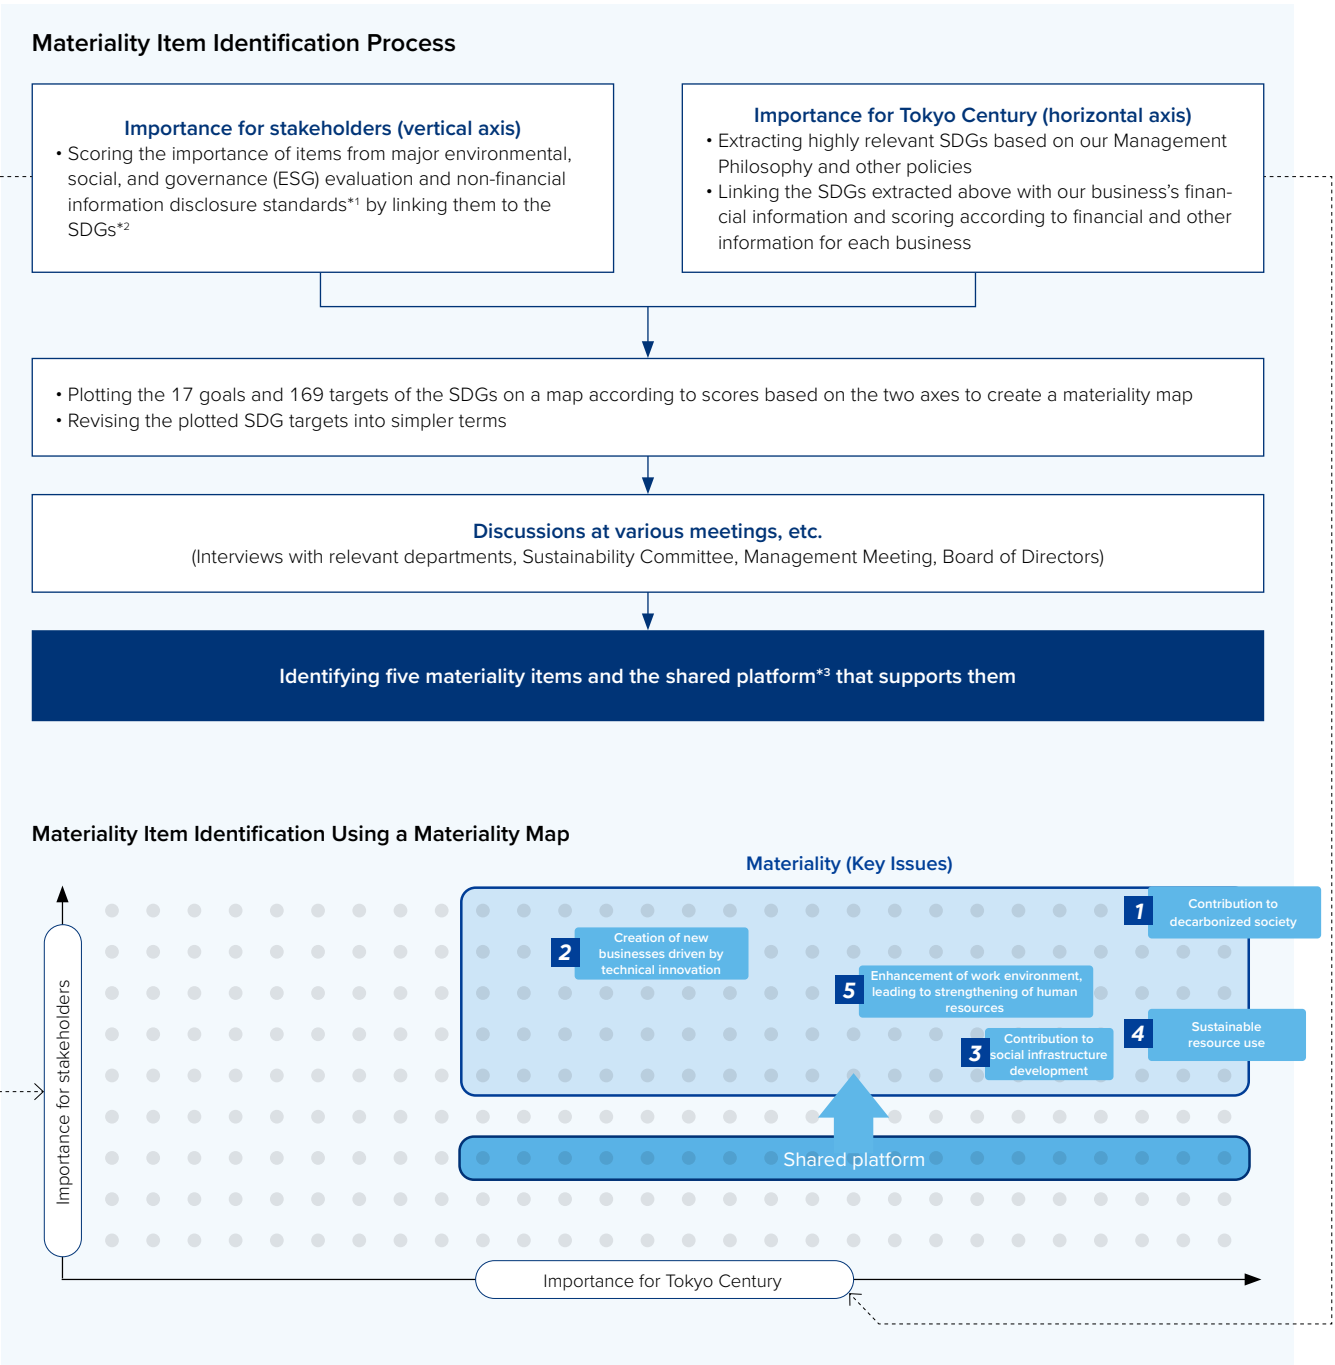 Materiality Item Identification Process
Importance for stakeholders (vertical axis)
• Scoring the importance of items from major environmental,
social, and governance (ESG) evaluation and non-financial
information disclosure standards*1 by linking them to the
SDGs*2
Importance for Tokyo Century (horizontal axis)
• Extracting highly relevant SDGs based on our Management
Philosophy and other policies
• Linking the SDGs extracted above with our business's finan-
cial information and scoring according to financial and other
information for each business
• Plotting the 17 goals and 169 targets of the SDGs on a map according to scores based on the two axes to create a materiality map
• Revising the plotted SDG targets into simpler terms
Discussions at various meetings, etc.
(Interviews with relevant departments, Sustainability Committee, Management Meeting, Board of Directors)
Identifying five materiality items and the shared platform*3 that supports them
Materiality Item Identification Using a Materiality Map
Materiality (Key Issues)
1
Contribution to
decarbonized society
2
Creation of new
businesses driven by
technical innovation
5
Enhancement of work environment,
leading to strengthening of human
resources
4
Sustainable
resource use
3
Contribution to
social infrastructure
development
Shared platform
Importance for stakeholders
Importance for Tokyo Century